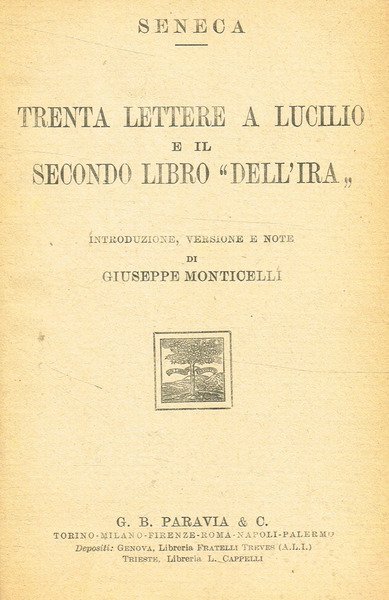 SENECA
TRENTA LETTERE A LUCILIO
E IL
SECONDO LIBRO "DELL'IRA„
INTRODUZIONE, VERSIONE E NOTE
DI
GIUSEPPE MONTICELLI
G. B. PARAVIA & C.
TORINO-MILANO-FIRENZE-ROMA-NAPOLI-PALERMO
Depositi: GENOVA, Libreria FRATELLI TREVES (A.L.I.)
TRIESTE, Libreria L. CAPPELLI